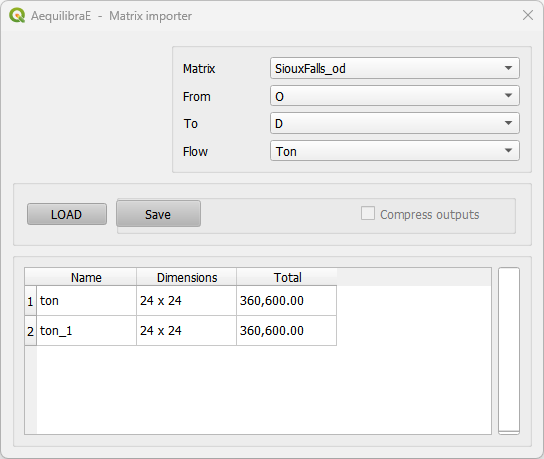 AequilibraE - Matrix importer
Matrix SiouxFalls_od
From O
To D
Flow Ton
LOAD Save Compress outputs
Name Dimensions Total
1 ton 24 x 24 360,600.00
2 ton_1 24 x 24 360,600.00